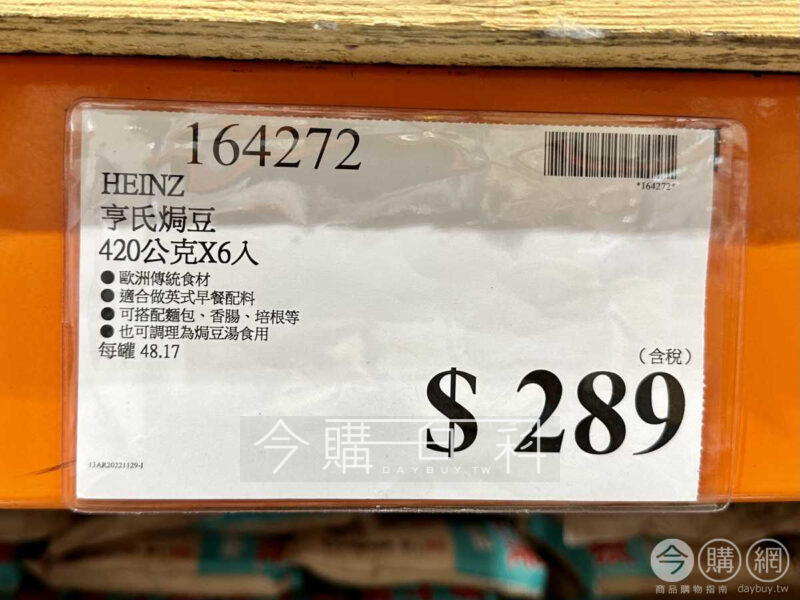 164272
*164272*
HEINZ
亨氏焗豆
420公克X6入
● 歐洲傳統食材
● 適合做英式早餐配料
● 可搭配麵包、香腸、培根等
● 也可調理為焗豆湯食用
每罐 48.17
（含稅）
$ 289
今購百科
DAYBUY.TW
13AR20221129-J
今購網
商品購物指南 daybuy.tw